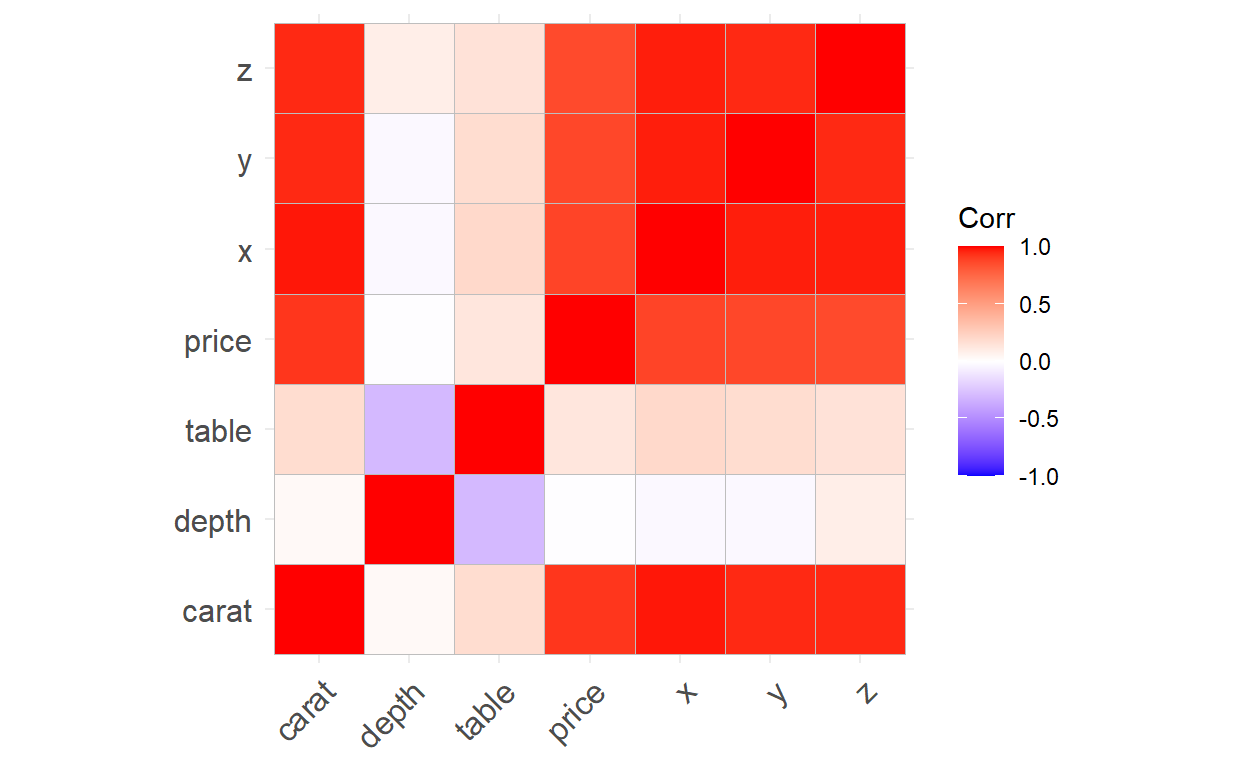 z
y
x
price
table
depth
carat
carat
depth
table
price
x
y
z
Corr
1.0
0.5
0.0
-0.5
-1.0